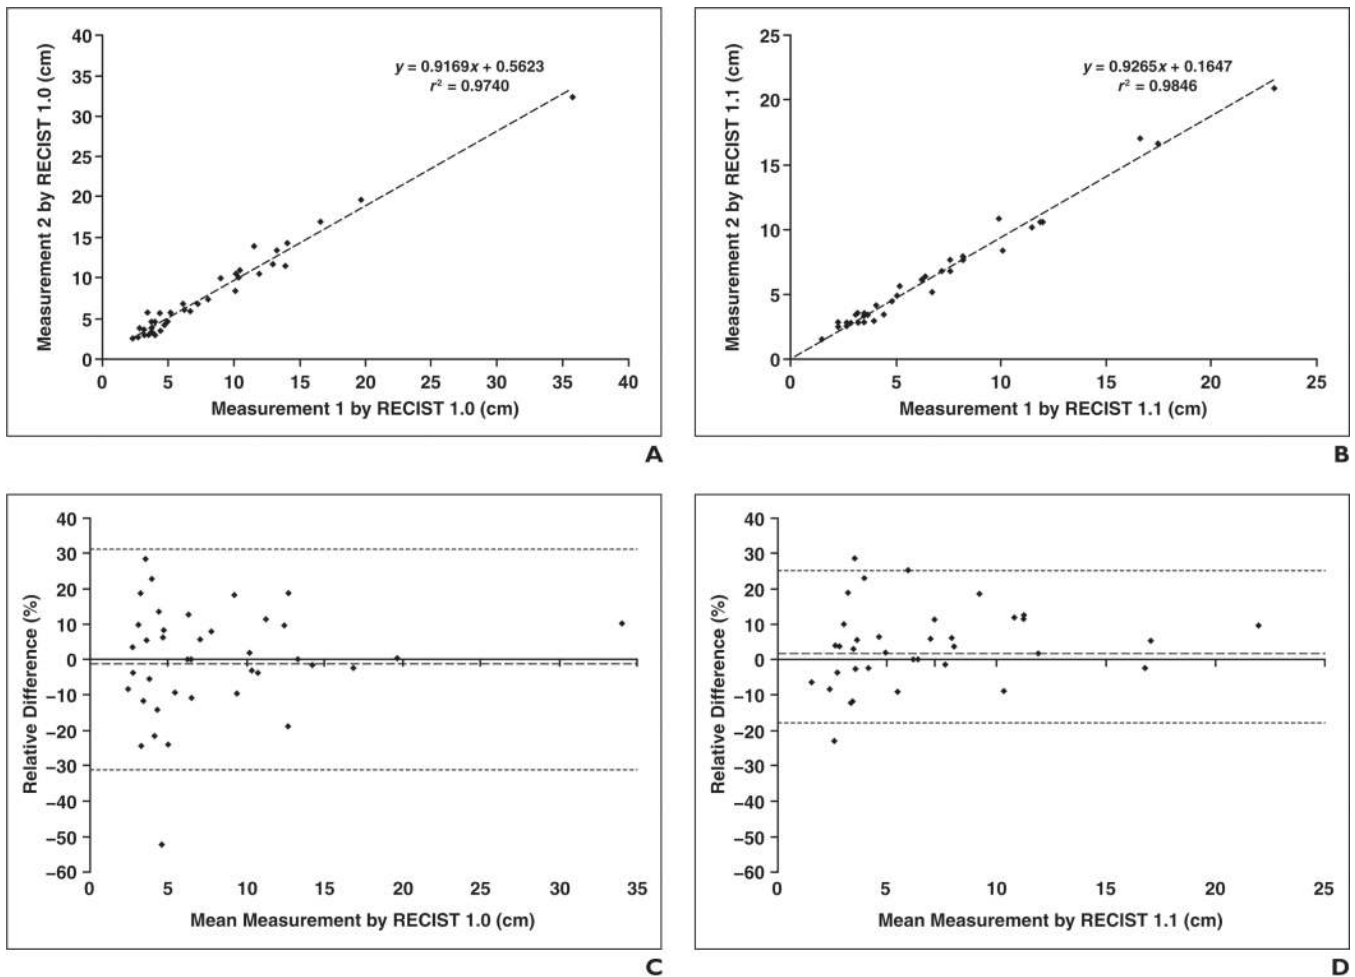 40
35
30
25
20
15
10
5
0
Measurement 2 by RECIST 1.0 (cm)
y = 0.9169x + 0.5623
r² = 0.9740
0 5 10 15 20 25 30 35 40
Measurement 1 by RECIST 1.0 (cm)
A
25
20
15
10
5
0
Measurement 2 by RECIST 1.1 (cm)
y = 0.9265x + 0.1647
r² = 0.9846
0 5 10 15 20 25
Measurement 1 by RECIST 1.1 (cm)
B
40
30
20
10
0
–10
–20
–30
–40
–50
–60
Relative Difference (%)
0 5 10 15 20 25 30 35
Mean Measurement by RECIST 1.0 (cm)
C
40
30
20
10
0
–10
–20
–30
–40
–50
–60
Relative Difference (%)
0 5 10 15 20 25
Mean Measurement by RECIST 1.1 (cm)
D